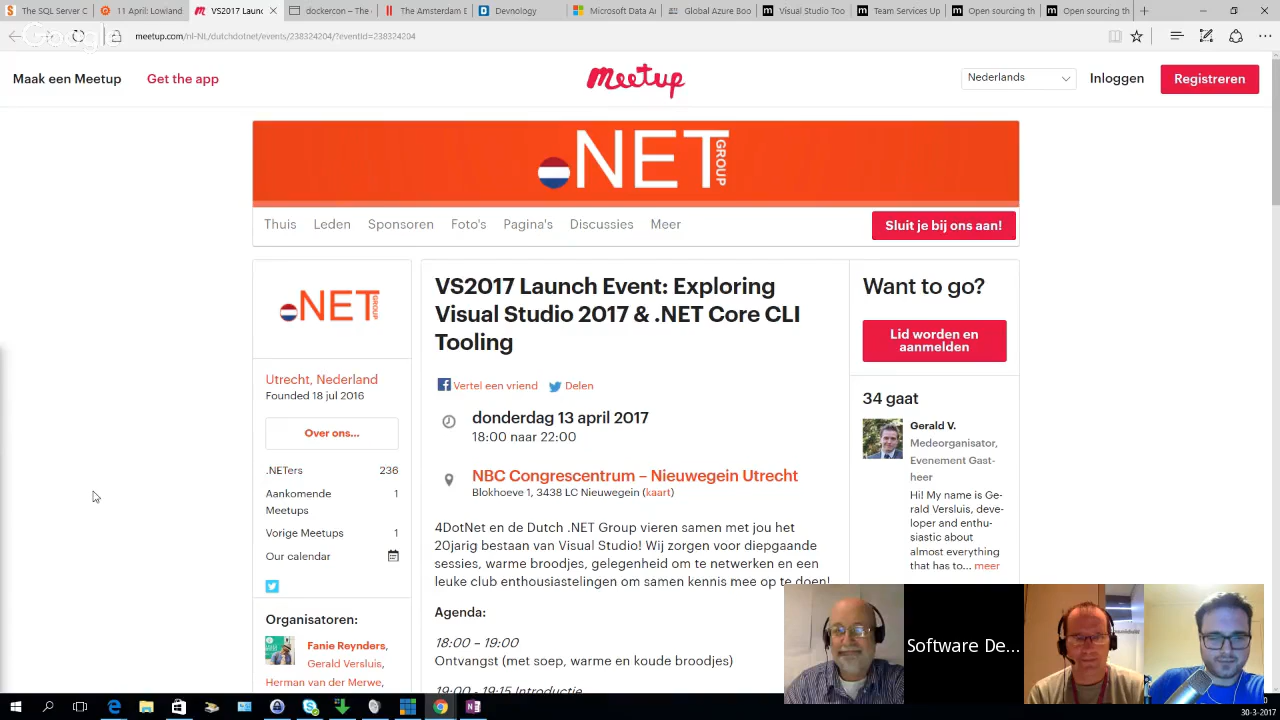 The SQL Server C
11 April: Lowland
VS2017 Launch
dockercon – the
The Amsterdam E
Devnology
Microsoft Data Ar
Global Azure Boo
Visual Studio Too
Team Services Up
Open sourcing th
Open sourcing th
meetup.com/nl-NL/dutchdotnet/events/238324204/?eventId=238324204
Maak een Meetup
Get the app
Meetup
Nederlands
Inloggen
Registreren
.NET GROUP
Thuis
Leden
Sponsoren
Foto's
Pagina's
Discussies
Meer
Sluit je bij ons aan!
.NET GROUP
Utrecht, Nederland
Founded 18 jul 2016
Over ons...
.NETers 236
Aankomende 1
Meetups
Vorige Meetups 1
Our calendar
Organisatoren:
Fanie Reynders,
Gerald Versluis,
Herman van der Merwe,
VS2017 Launch Event: Exploring
Visual Studio 2017 & .NET Core CLI
Tooling
Vertel een vriend
Delen
donderdag 13 april 2017
18:00 naar 22:00
NBC Congrescentrum – Nieuwegein Utrecht
Blokhoeve 1, 3438 LC Nieuwegein (kaart)
4DotNet en de Dutch .NET Group vieren samen met jou het
20jarig bestaan van Visual Studio! Wij zorgen voor diepgaande
sessies, warme broodjes, gelegenheid om te netwerken en een
leuke club enthousiastelingen om samen kennis mee op te doen!
Agenda:
18:00 – 19:00
Ontvangst (met soep, warme en koude broodjes)
19:00 - 19:15 Introductie
Want to go?
Lid worden en
aanmelden
34 gaat
Gerald V.
Medeorganisator,
Evenement Gast-
heer
Hi! My name is Ge-
rald Versluis, deve-
loper and enthu-
siastic about
almost everything
that has to... meer
Software De...
30-3-2017